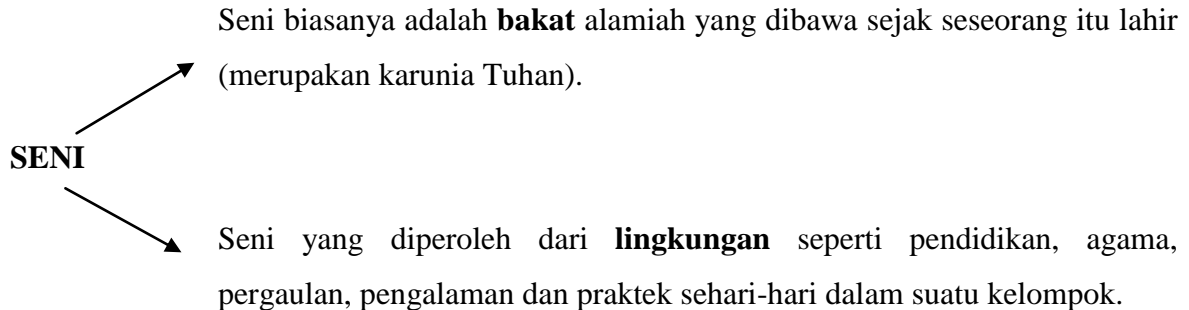 Seni biasanya adalah bakat alamiah yang dibawa sejak seseorang itu lahir
(merupakan karunia Tuhan).
SENI
Seni yang diperoleh dari lingkungan seperti pendidikan, agama,
pergaulan, pengalaman dan praktek sehari-hari dalam suatu kelompok.